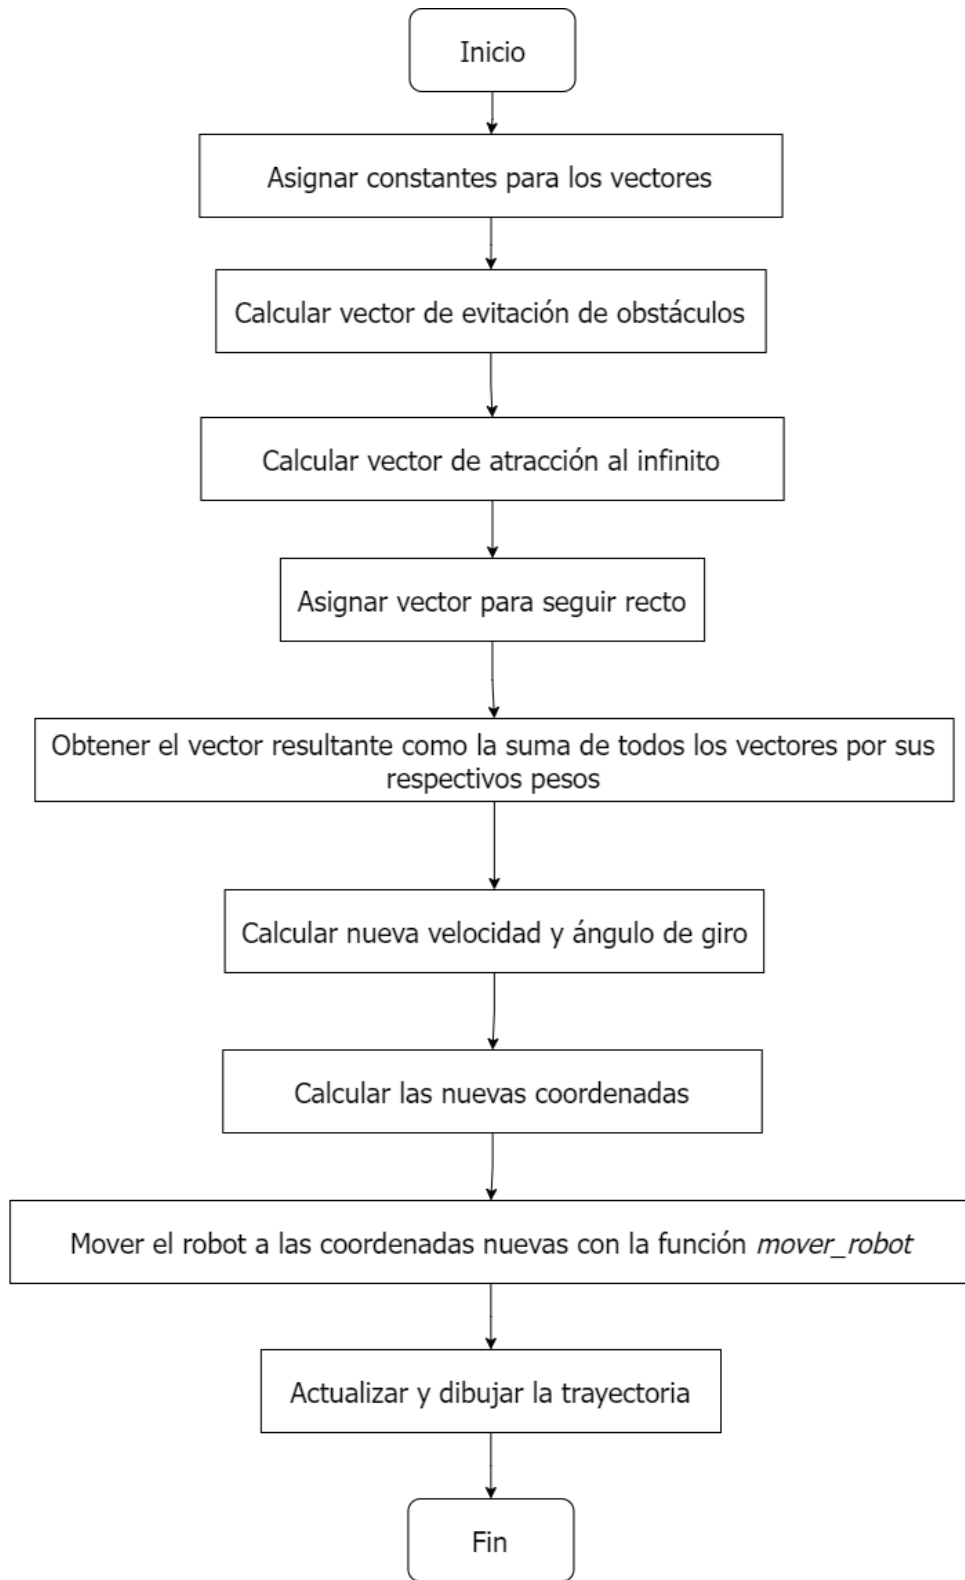 Inicio
Asignar constantes para los vectores
Calcular vector de evitación de obstáculos
Calcular vector de atracción al infinito
Asignar vector para seguir recto
Obtener el vector resultante como la suma de todos los vectores por sus
respectivos pesos
Calcular nueva velocidad y ángulo de giro
Calcular las nuevas coordenadas
Mover el robot a las coordenadas nuevas con la función mover_robot
Actualizar y dibujar la trayectoria
Fin